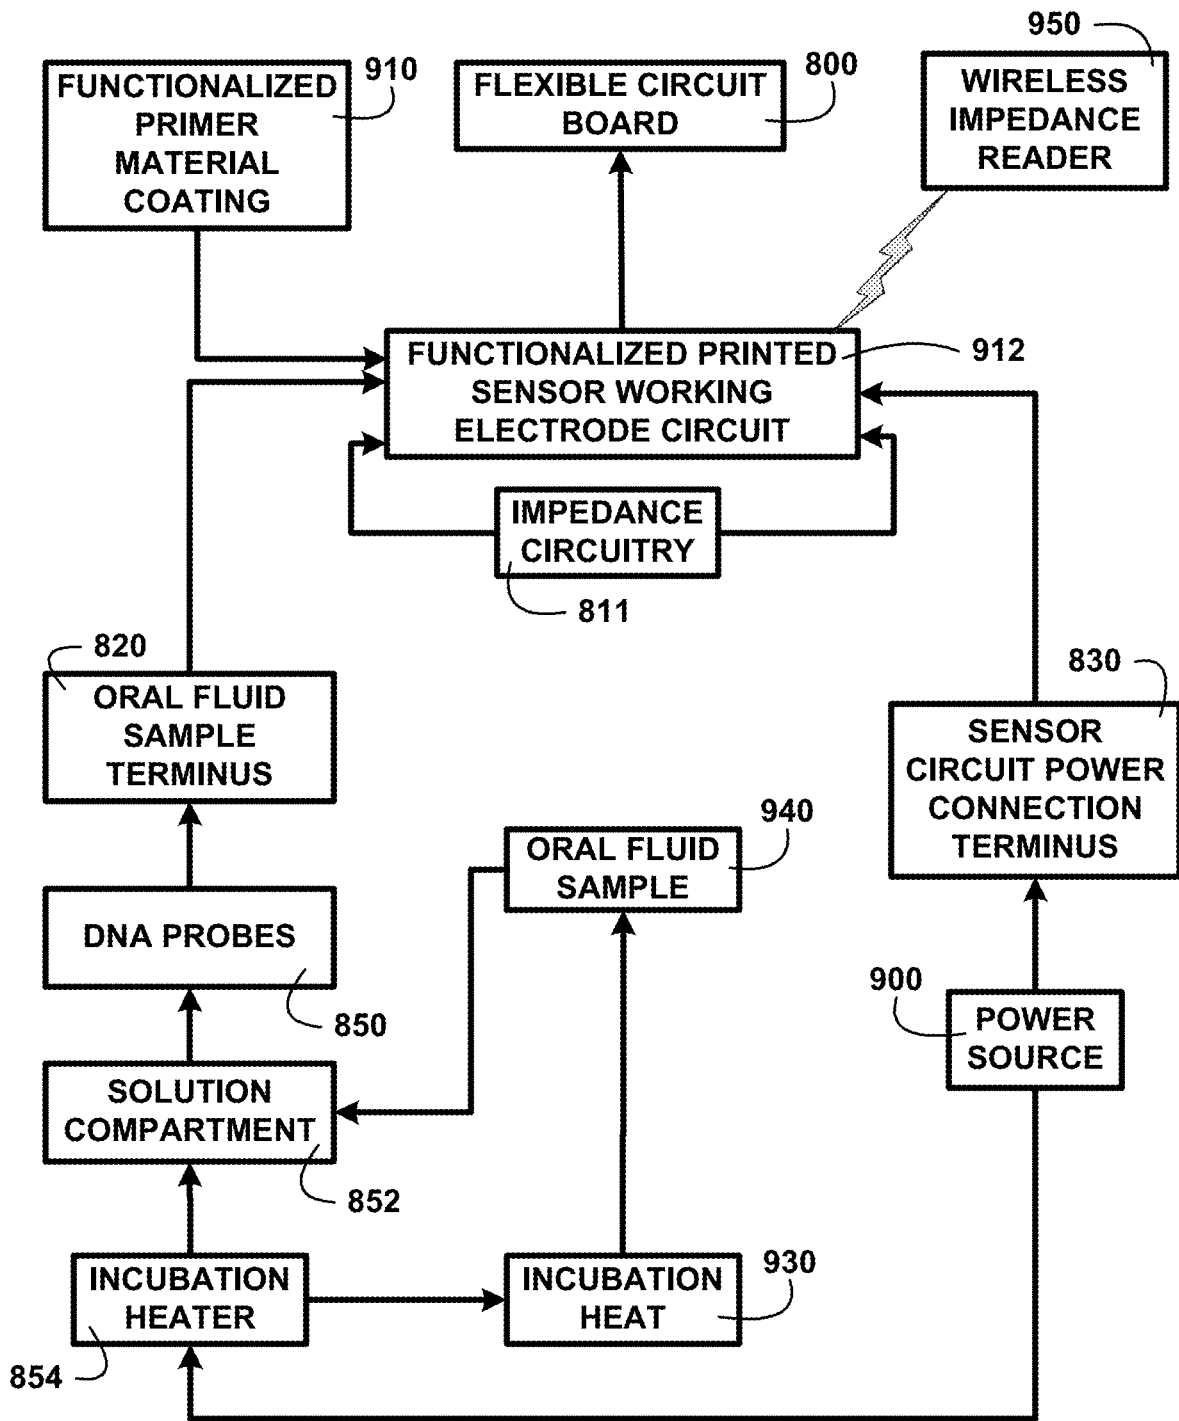 950
FUNCTIONALIZED
PRIMER
MATERIAL
COATING
910
FLEXIBLE CIRCUIT
BOARD
800
WIRELESS
IMPEDANCE
READER
FUNCTIONALIZED PRINTED
SENSOR WORKING
ELECTRODE CIRCUIT
912
IMPEDANCE
CIRCUITRY
811
820
ORAL FLUID
SAMPLE
TERMINUS
830
SENSOR
CIRCUIT POWER
CONNECTION
TERMINUS
940
ORAL FLUID
SAMPLE
DNA PROBES
850
900
POWER
SOURCE
SOLUTION
COMPARTMENT
852
INCUBATION
HEATER
854
INCUBATION
HEAT
930